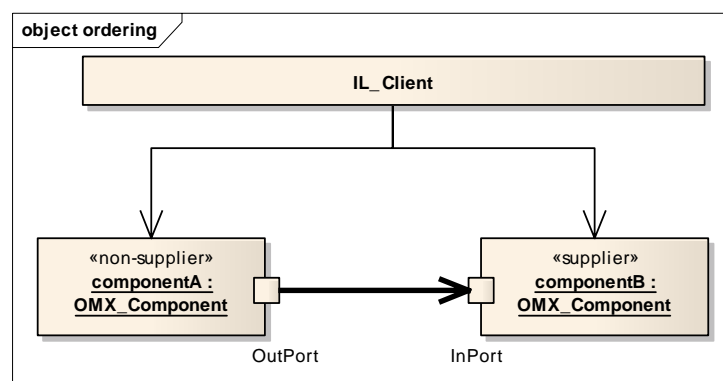 object ordering
IL_Client
«non-supplier»
componentA :
OMX_Component
«supplier»
componentB :
OMX_Component
OutPort
InPort